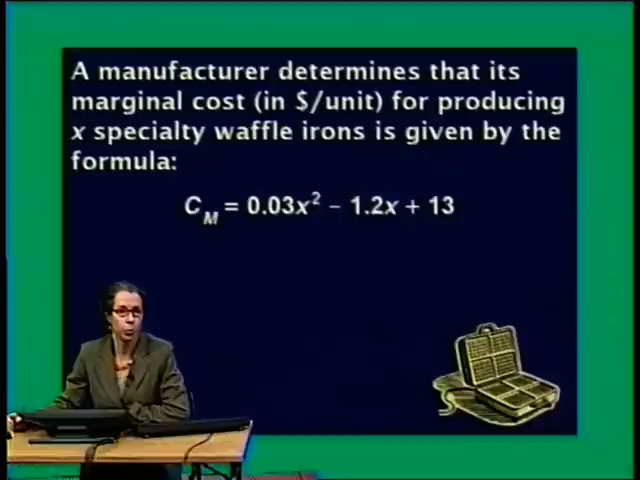 A manufacturer determines that its
marginal cost (in $/unit) for producing
x specialty waffle irons is given by the
formula:
C_M = 0.03x² − 1.2x + 13